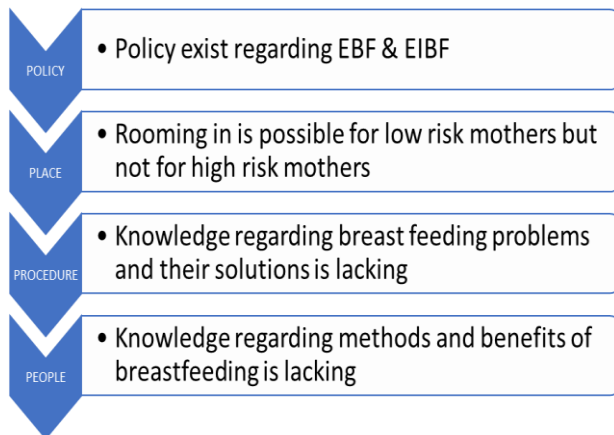 POLICY
• Policy exist regarding EBF & EIBF
PLACE
• Rooming in is possible for low risk mothers but
not for high risk mothers
PROCEDURE
• Knowledge regarding breast feeding problems
and their solutions is lacking
PEOPLE
• Knowledge regarding methods and benefits of
breastfeeding is lacking